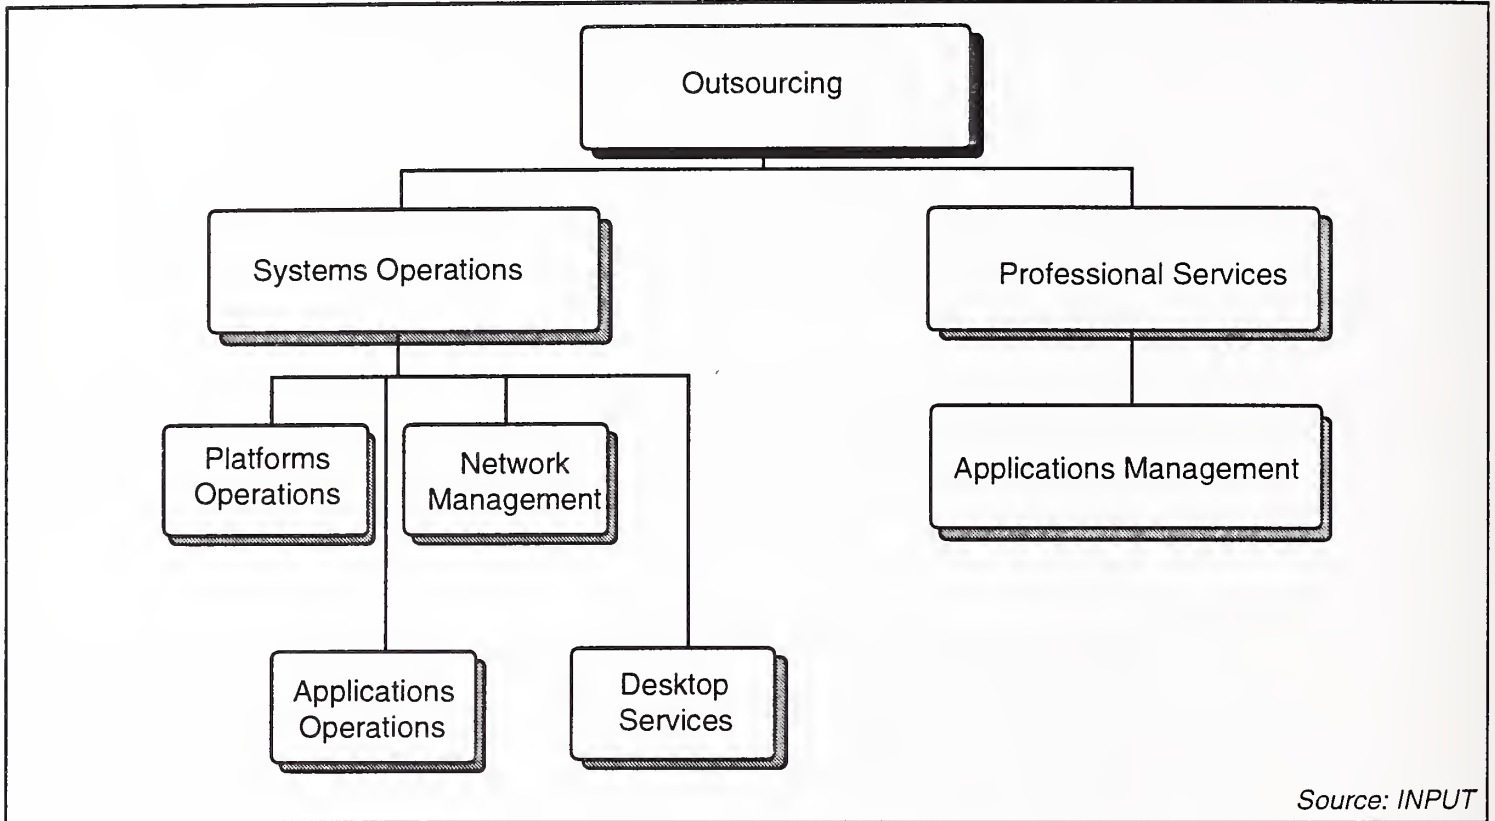 Outsourcing
Systems Operations
Professional Services
Platforms
Operations
Network
Management
Applications Management
Applications
Operations
Desktop
Services
Source: INPUT